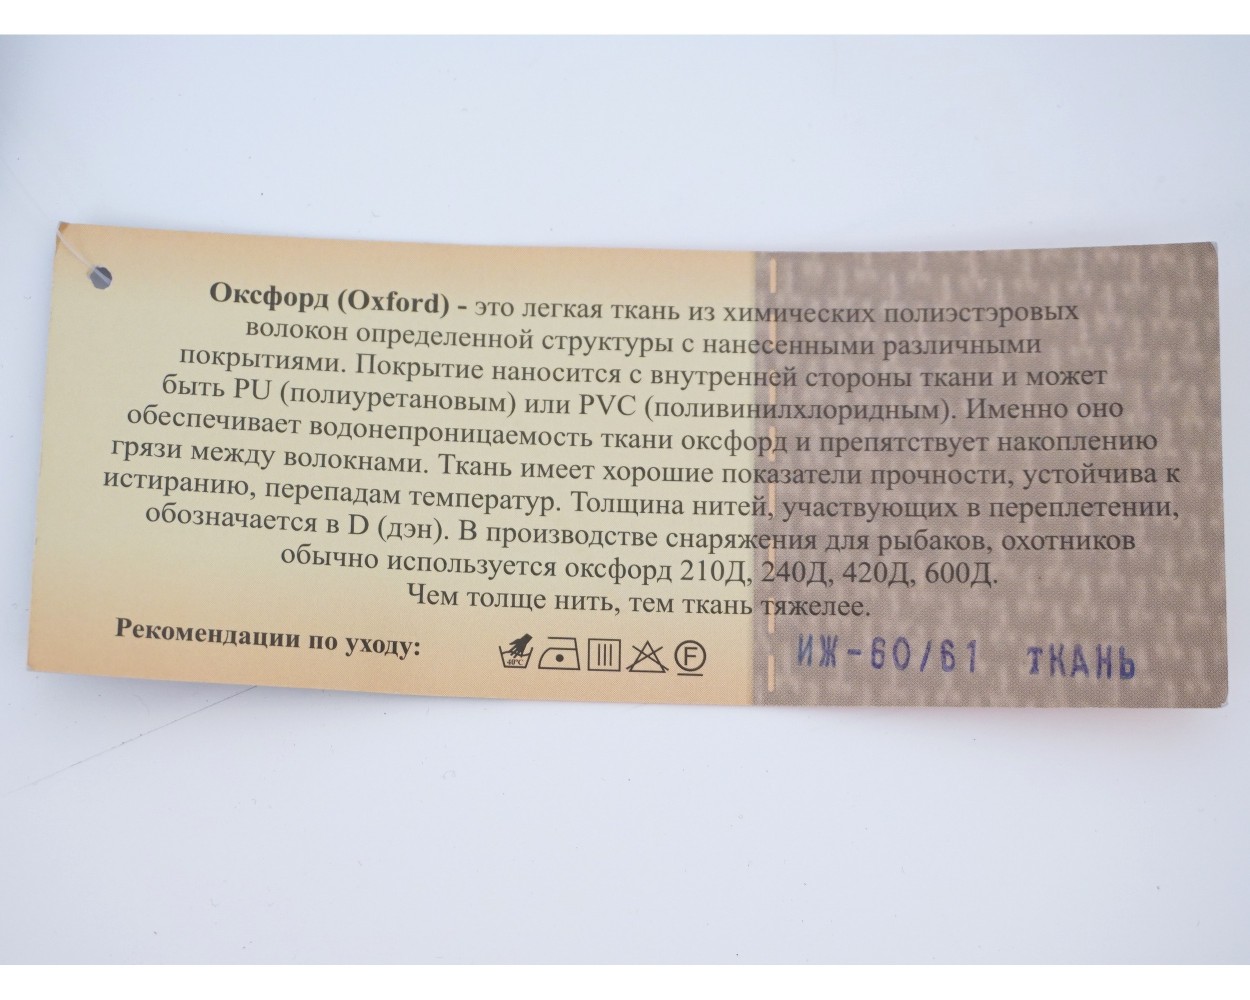 Оксфорд (Oxford) - это легкая ткань из химических полиэстэровых
волокон определенной структуры с нанесенными различными
покрытиями. Покрытие наносится с внутренней стороны ткани и может
быть PU (полиуретановым) или PVC (поливинилхлоридным). Именно оно
обеспечивает водонепроницаемость ткани оксфорд и препятствует накоплению
грязи между волокнами. Ткань имеет хорошие показатели прочности, устойчива к
истиранию, перепадам температур. Толщина нитей, участвующих в переплетении,
обозначается в D (дэн). В производстве снаряжения для рыбаков, охотников
обычно используется оксфорд 210Д, 240Д, 420Д, 600Д.
Чем толще нить, тем ткань тяжелее.
Рекомендации по уходу:
40°C
F
ИЖ-60/61 ТКАНЬ